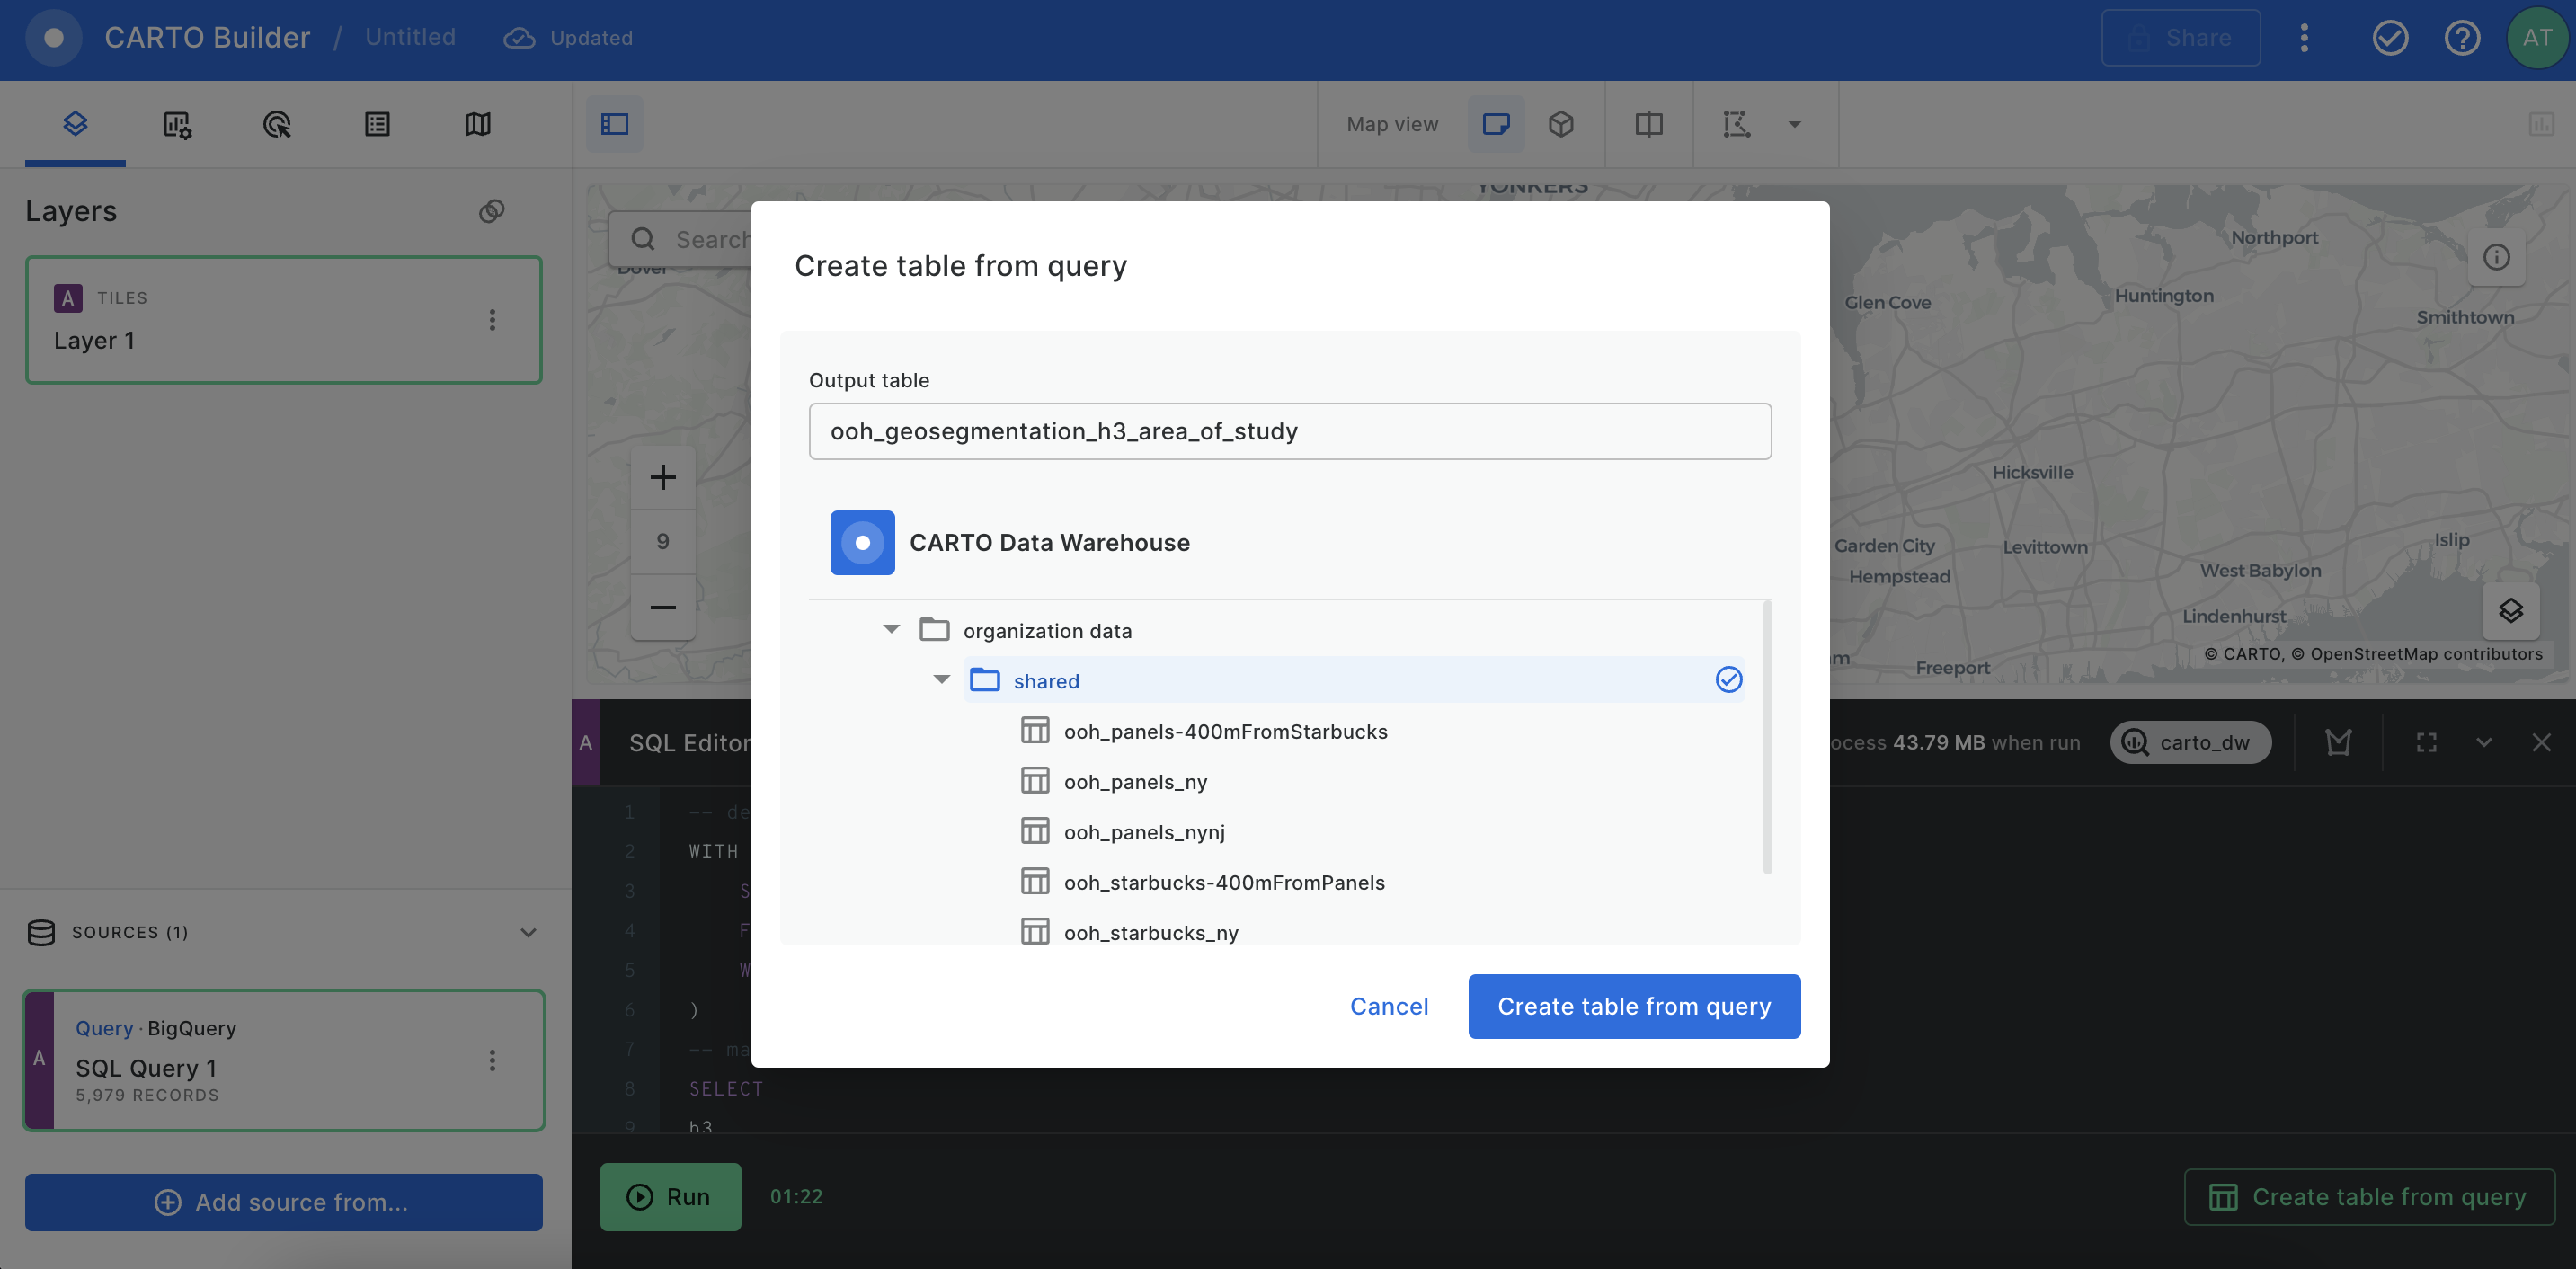 CARTO Builder / Untitled Updated
Share
AT
Map view
Layers
A TILES
Layer 1
SOURCES (1)
A
Query · BigQuery
SQL Query 1
5,979 RECORDS
Add source from...
YONKERS
Search
Dover
9
Northport
Glen Cove
Huntington
Smithtown
Hicksville
Garden City
Levittown
Islip
Hempstead
West Babylon
Lindenhurst
Freeport
© CARTO, © OpenStreetMap contributors
Create table from query
Output table
ooh_geosegmentation_h3_area_of_study
CARTO Data Warehouse
organization data
shared
ooh_panels-400mFromStarbucks
ooh_panels_ny
ooh_panels_nynj
ooh_starbucks-400mFromPanels
ooh_starbucks_ny
Cancel
Create table from query
A
SQL Editor
43.79 MB when run
carto_dw
1 --
2 WITH
3
4
5
6 )
7 --
8 SELECT
9 h3
Run
01:22
Create table from query